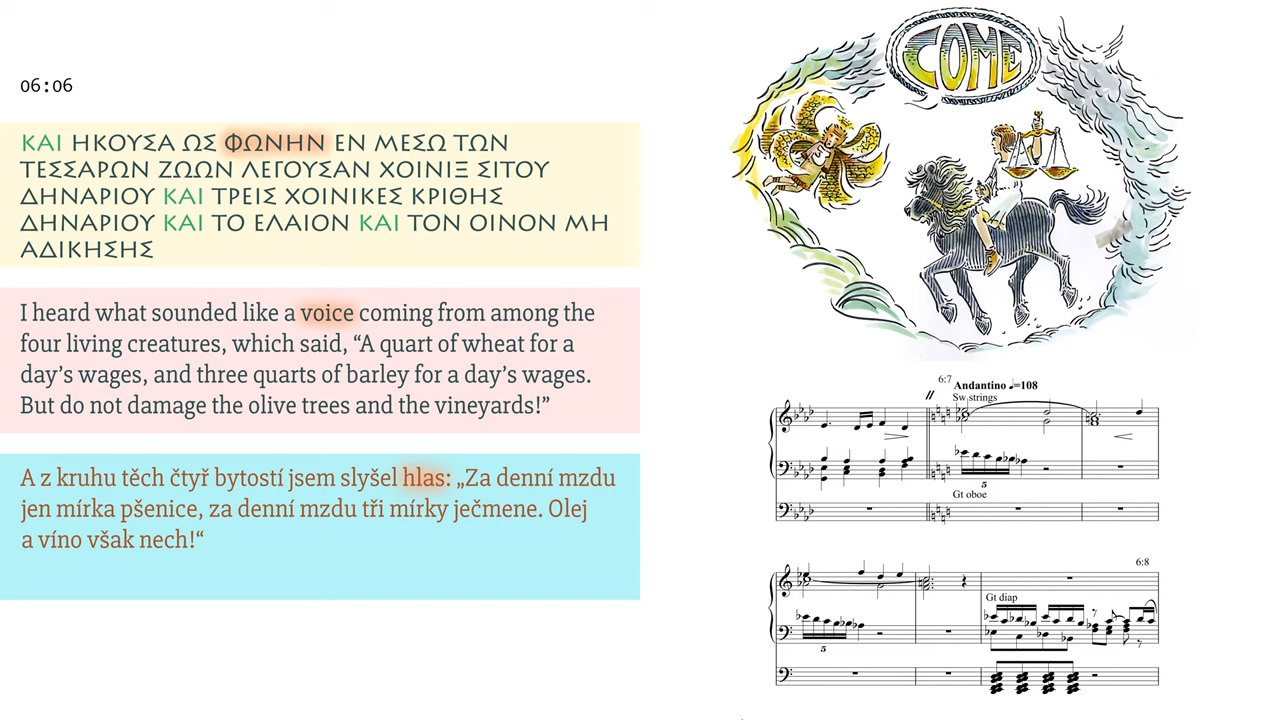 06:06
ΚΑΙ ΗΚΟΥΣΑ ΩΣ ΦΩΝΗΝ ΕΝ ΜΕΣΩ ΤΩΝ
ΤΕΣΣΑΡΩΝ ΖΩΩΝ ΛΕΓΟΥΣΑΝ ΧΟΙΝΙΞ ΣΙΤΟΥ
ΔΗΝΑΡΙΟΥ ΚΑΙ ΤΡΕΙΣ ΧΟΙΝΙΚΕΣ ΚΡΙΘΗΣ
ΔΗΝΑΡΙΟΥ ΚΑΙ ΤΟ ΕΛΑΙΟΝ ΚΑΙ ΤΟΝ ΟΙΝΟΝ ΜΗ
ΑΔΙΚΗΣΗΣ
I heard what sounded like a voice coming from among the
four living creatures, which said, “A quart of wheat for a
day’s wages, and three quarts of barley for a day’s wages.
But do not damage the olive trees and the vineyards!”
A z kruhu těch čtyř bytostí jsem slyšel hlas: „Za denní mzdu
jen mírka pšenice, za denní mzdu tři mírky ječmene. Olej
a víno však nech!“
COME
6:7 Andantino ♩=108
Sw strings
5
Gt oboe
6:8
Gt diap
5